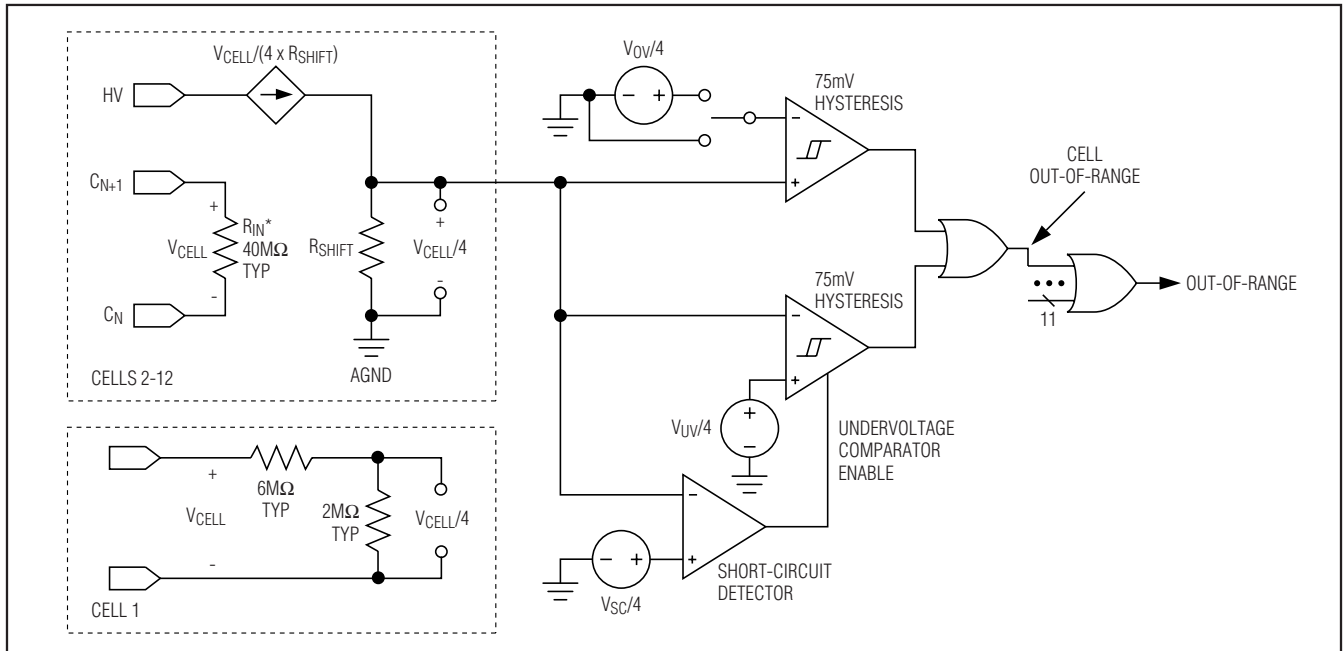 V_CELL/(4 x R_SHIFT)
HV
C_N+1
+
R_IN*
V_CELL
40MΩ
TYP
-
C_N
R_SHIFT
+
V_CELL/4
-
AGND
CELLS 2-12
+
6MΩ
TYP
V_CELL
2MΩ
TYP
V_CELL/4
-
CELL 1
V_OV/4
- +
75mV
HYSTERESIS
-
+
75mV
HYSTERESIS
-
+
V_UV/4
+
-
UNDERVOLTAGE
COMPARATOR
ENABLE
-
+
- +
V_SC/4
SHORT-CIRCUIT
DETECTOR
CELL
OUT-OF-RANGE
•••
11
OUT-OF-RANGE